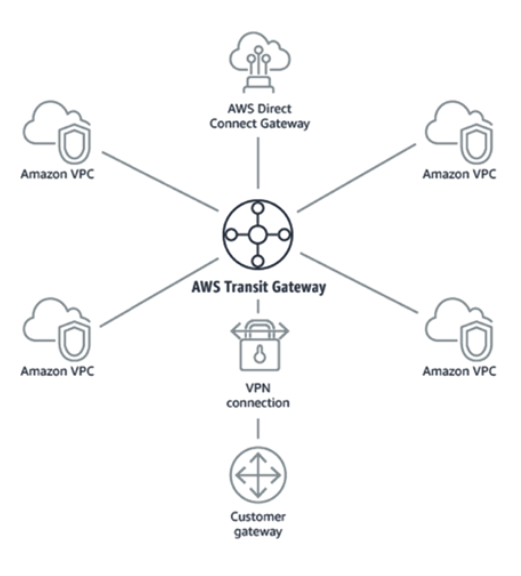 AWS Direct
Connect Gateway
Amazon VPC
Amazon VPC
AWS Transit Gateway
Amazon VPC
Amazon VPC
VPN
connection
Customer
gateway